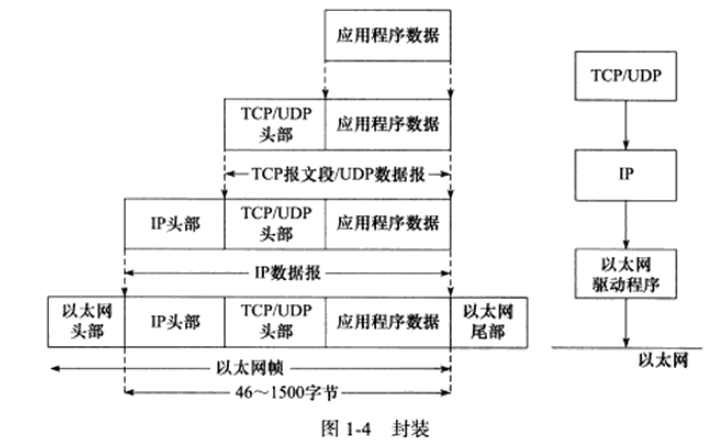 应用程序数据
TCP/UDP
头部
应用程序数据
TCP报文段/UDP数据报
IP头部
TCP/UDP
头部
应用程序数据
IP数据报
以太网
头部
IP头部
TCP/UDP
头部
应用程序数据
以太网
尾部
以太网帧
46～1500字节
TCP/UDP
IP
以太网
驱动程序
以太网
图 1-4 封装